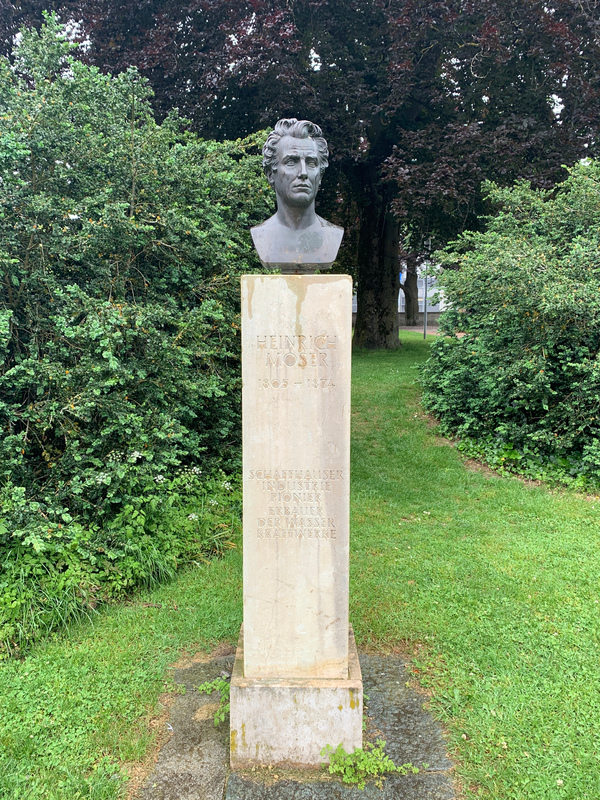 HEINRICH
MOSER
1805 – 1874
SCHAFFHAUSER
INDUSTRIE
PIONIER
ERBAUER
DER WASSER
KRAFTWERKE